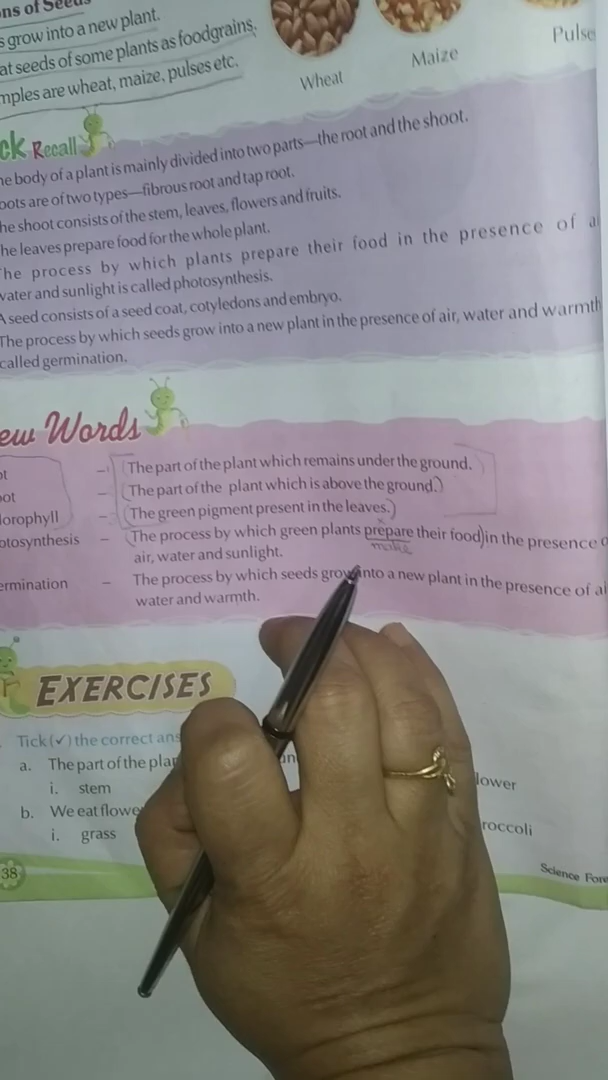 ns of Seeds
s grow into a new plant.
at seeds of some plants as foodgrains.
mples are wheat, maize, pulses etc.
Wheat
Maize
Pulse
ck Recall
he body of a plant is mainly divided into two parts—the root and the shoot.
oots are of two types—fibrous root and tap root.
he shoot consists of the stem, leaves, flowers and fruits.
he leaves prepare food for the whole plant.
he process by which plants prepare their food in the presence of a
water and sunlight is called photosynthesis.
A seed consists of a seed coat, cotyledons and embryo.
The process by which seeds grow into a new plant in the presence of air, water and warmth
called germination.
ew Words
ot – The part of the plant which remains under the ground.
oot – The part of the plant which is above the ground.
lorophyll – The green pigment present in the leaves.
otosynthesis – The process by which green plants prepare their food in the presence o
make
air, water and sunlight.
ermination – The process by which seeds grow into a new plant in the presence of ai
water and warmth.
EXERCISES
Tick (✓) the correct ans
a. The part of the plan
i. stem
lower
b. We eat flowe
i. grass
roccoli
38
Science Fore